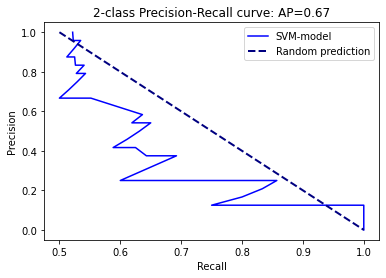 2-class Precision-Recall curve: AP=0.67
SVM-model
Random prediction
Precision
1.0
0.8
0.6
0.4
0.2
0.0
0.5
0.6
0.7
0.8
0.9
1.0
Recall